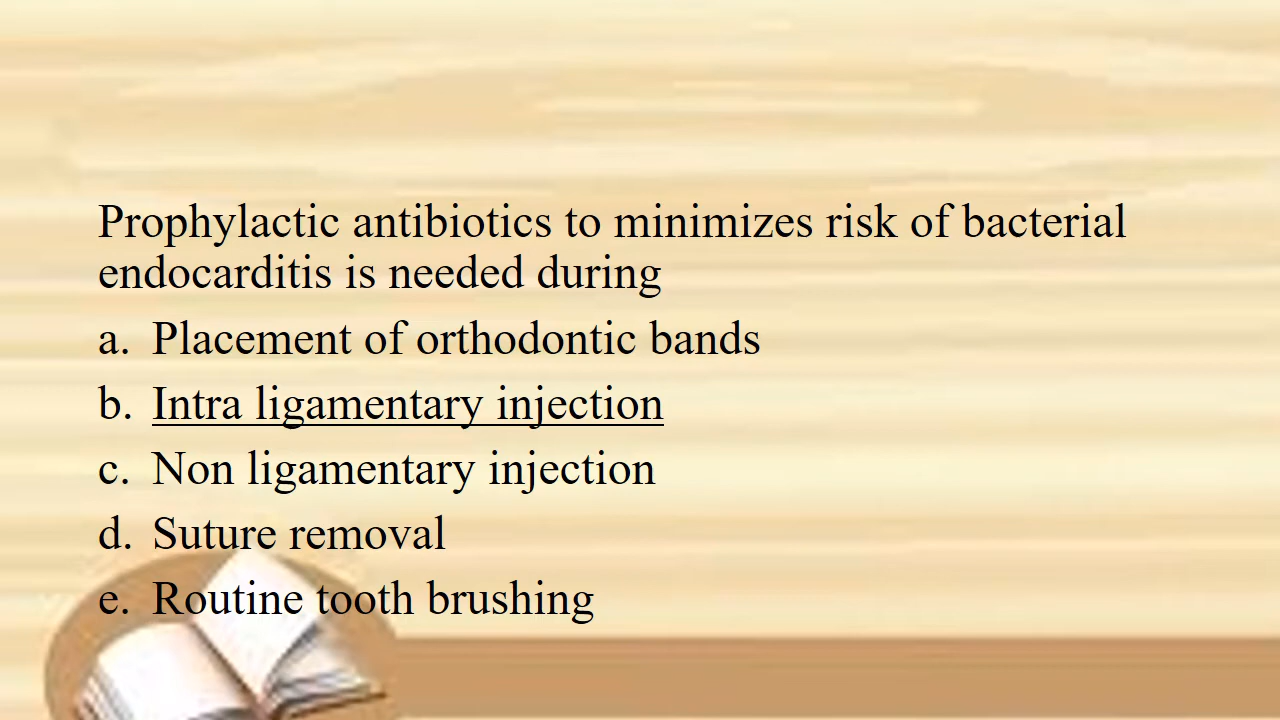 Prophylactic antibiotics to minimizes risk of bacterial
endocarditis is needed during
a. Placement of orthodontic bands
b. Intra ligamentary injection
c. Non ligamentary injection
d. Suture removal
e. Routine tooth brushing